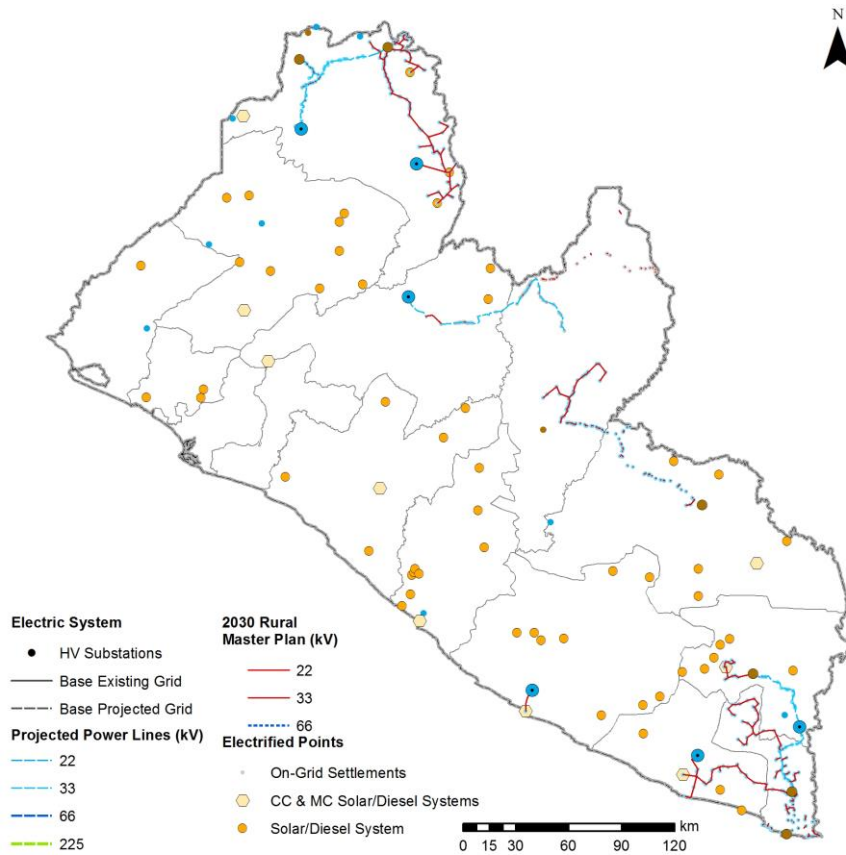 N
Electric System
HV Substations
Base Existing Grid
Base Projected Grid
Projected Power Lines (kV)
22
33
66
225
2030 Rural
Master Plan (kV)
22
33
66
Electrified Points
On-Grid Settlements
CC & MC Solar/Diesel Systems
Solar/Diesel System
km
0 15 30 60 90 120